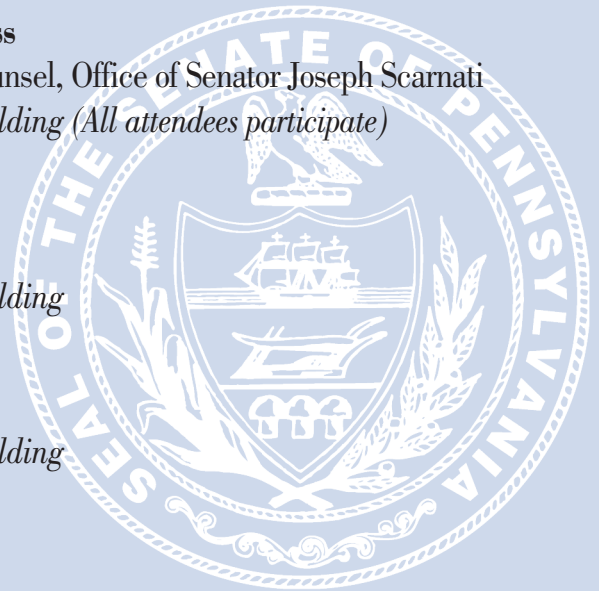 ss
unsel, Office of Senator Joseph Scarnati
lding (All attendees participate)
lding
lding
SEAL OF THE SENATE OF PENNSYLVANIA